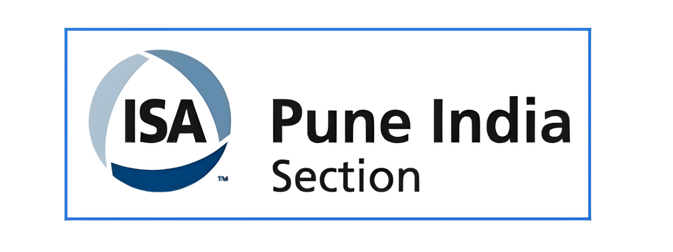 ISA
Pune India
Section
™